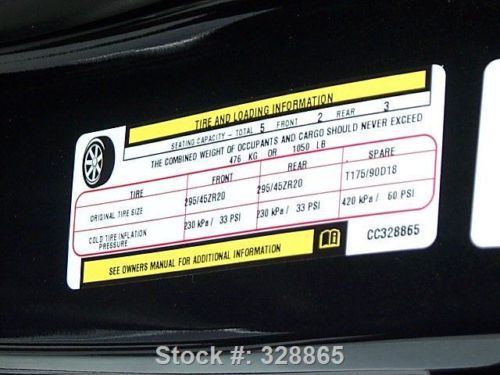 TIRE AND LOADING INFORMATION
SEATING CAPACITY - TOTAL 5 FRONT 2 REAR 3
THE COMBINED WEIGHT OF OCCUPANTS AND CARGO SHOULD NEVER EXCEED
476 KG OR 1050 LB
TIRE FRONT REAR SPARE
ORIGINAL TIRE SIZE 295/45ZR20 295/45ZR20 T175/90D18
COLD TIRE INFLATION PRESSURE 230 kPa / 33 PSI 230 kPa / 33 PSI 420 kPa / 60 PSI
SEE OWNERS MANUAL FOR ADDITIONAL INFORMATION CC328865
Stock #: 328865